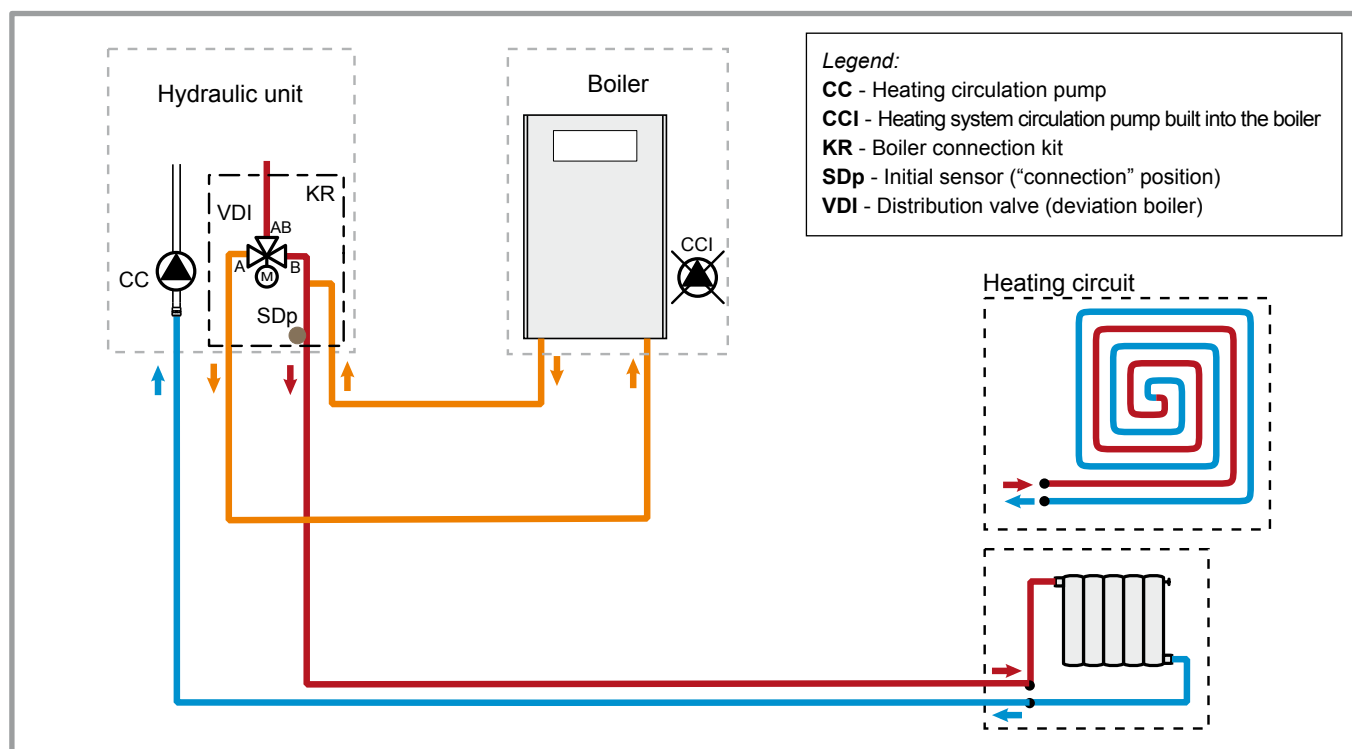 Hydraulic unit
Boiler
Legend:
CC - Heating circulation pump
CCI - Heating system circulation pump built into the boiler
KR - Boiler connection kit
SDp - Initial sensor (“connection” position)
VDI - Distribution valve (deviation boiler)
KR
VDI
AB
A
B
M
CC
CCI
SDp
Heating circuit